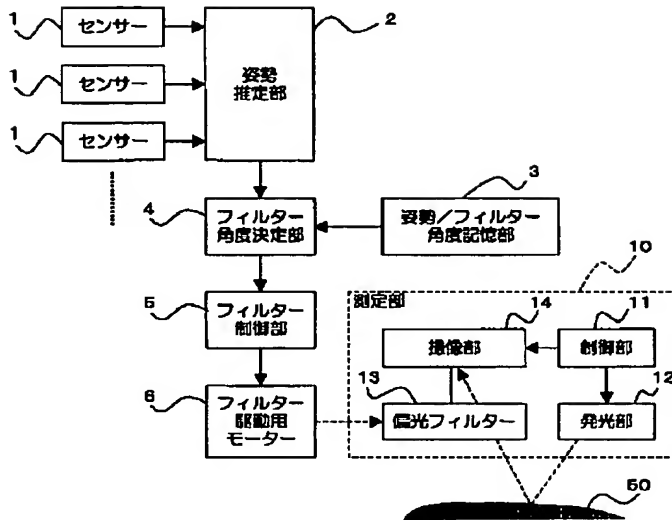 1
センサー
2
姿勢
推定部
1
センサー
1
センサー
3
4
フィルター
角度決定部
姿勢／フィルター
角度記憶部
10
5
フィルター
制御部
測定部
14
11
撮像部
制御部
6
フィルター
駆動用
モーター
13
12
偏光フィルター
発光部
50